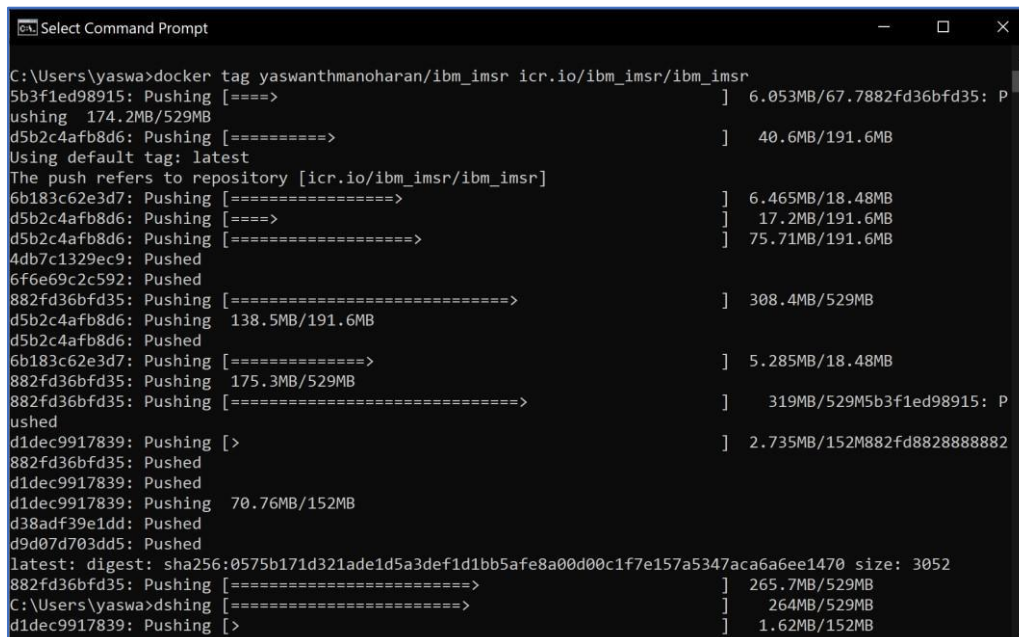 Select Command Prompt
C:\Users\yaswa>docker tag yaswanthmanoharan/ibm_imsr icr.io/ibm_imsr/ibm_imsr
5b3f1ed98915: Pushing [====>                                              ]  6.053MB/67.7882fd36bfd35: P
ushing  174.2MB/529MB
d5b2c4afb8d6: Pushing [==========>                                        ]   40.6MB/191.6MB
Using default tag: latest
The push refers to repository [icr.io/ibm_imsr/ibm_imsr]
6b183c62e3d7: Pushing [=================>                                 ]  6.465MB/18.48MB
d5b2c4afb8d6: Pushing [====>                                              ]   17.2MB/191.6MB
d5b2c4afb8d6: Pushing [===================>                               ]  75.71MB/191.6MB
4db7c1329ec9: Pushed
6f6e69c2c592: Pushed
882fd36bfd35: Pushing [=============================>                     ]  308.4MB/529MB
d5b2c4afb8d6: Pushing  138.5MB/191.6MB
d5b2c4afb8d6: Pushed
6b183c62e3d7: Pushing [==============>                                    ]  5.285MB/18.48MB
882fd36bfd35: Pushing  175.3MB/529MB
882fd36bfd35: Pushing [==============================>                    ]    319MB/529M5b3f1ed98915: P
ushed
d1dec9917839: Pushing [>                                                  ]  2.735MB/152M882fd8828888882
882fd36bfd35: Pushed
d1dec9917839: Pushed
d1dec9917839: Pushing  70.76MB/152MB
d38adf39e1dd: Pushed
d9d07d703dd5: Pushed
latest: digest: sha256:0575b171d321ade1d5a3def1d1bb5afe8a00d00c1f7e157a5347aca6a6ee1470 size: 3052
882fd36bfd35: Pushing [=========================>                         ]  265.7MB/529MB
C:\Users\yaswa>dshing [========================>                          ]    264MB/529MB
d1dec9917839: Pushing [>                                                  ]   1.62MB/152MB